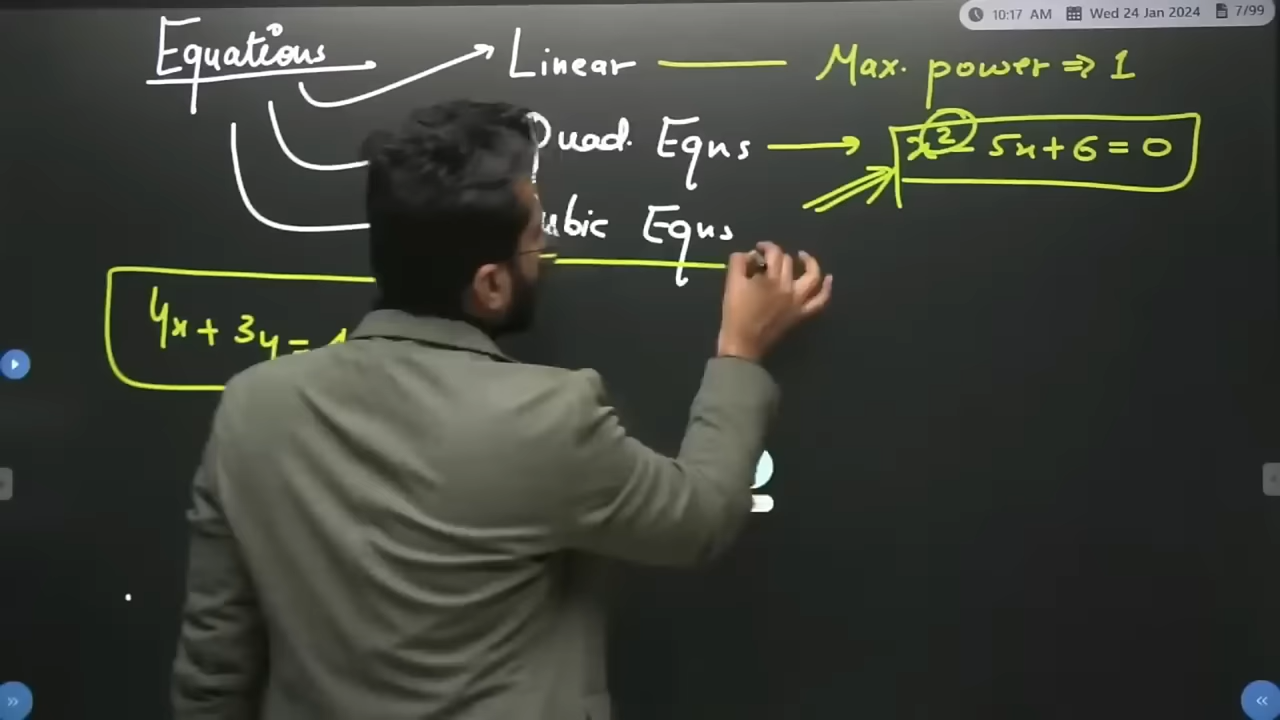 10:17 AM Wed 24 Jan 2024 7/99
Equations Linear — Max. power ⇒ 1
Quad. Eqns → x² - 5x + 6 = 0
Eqns
4x + 3y =